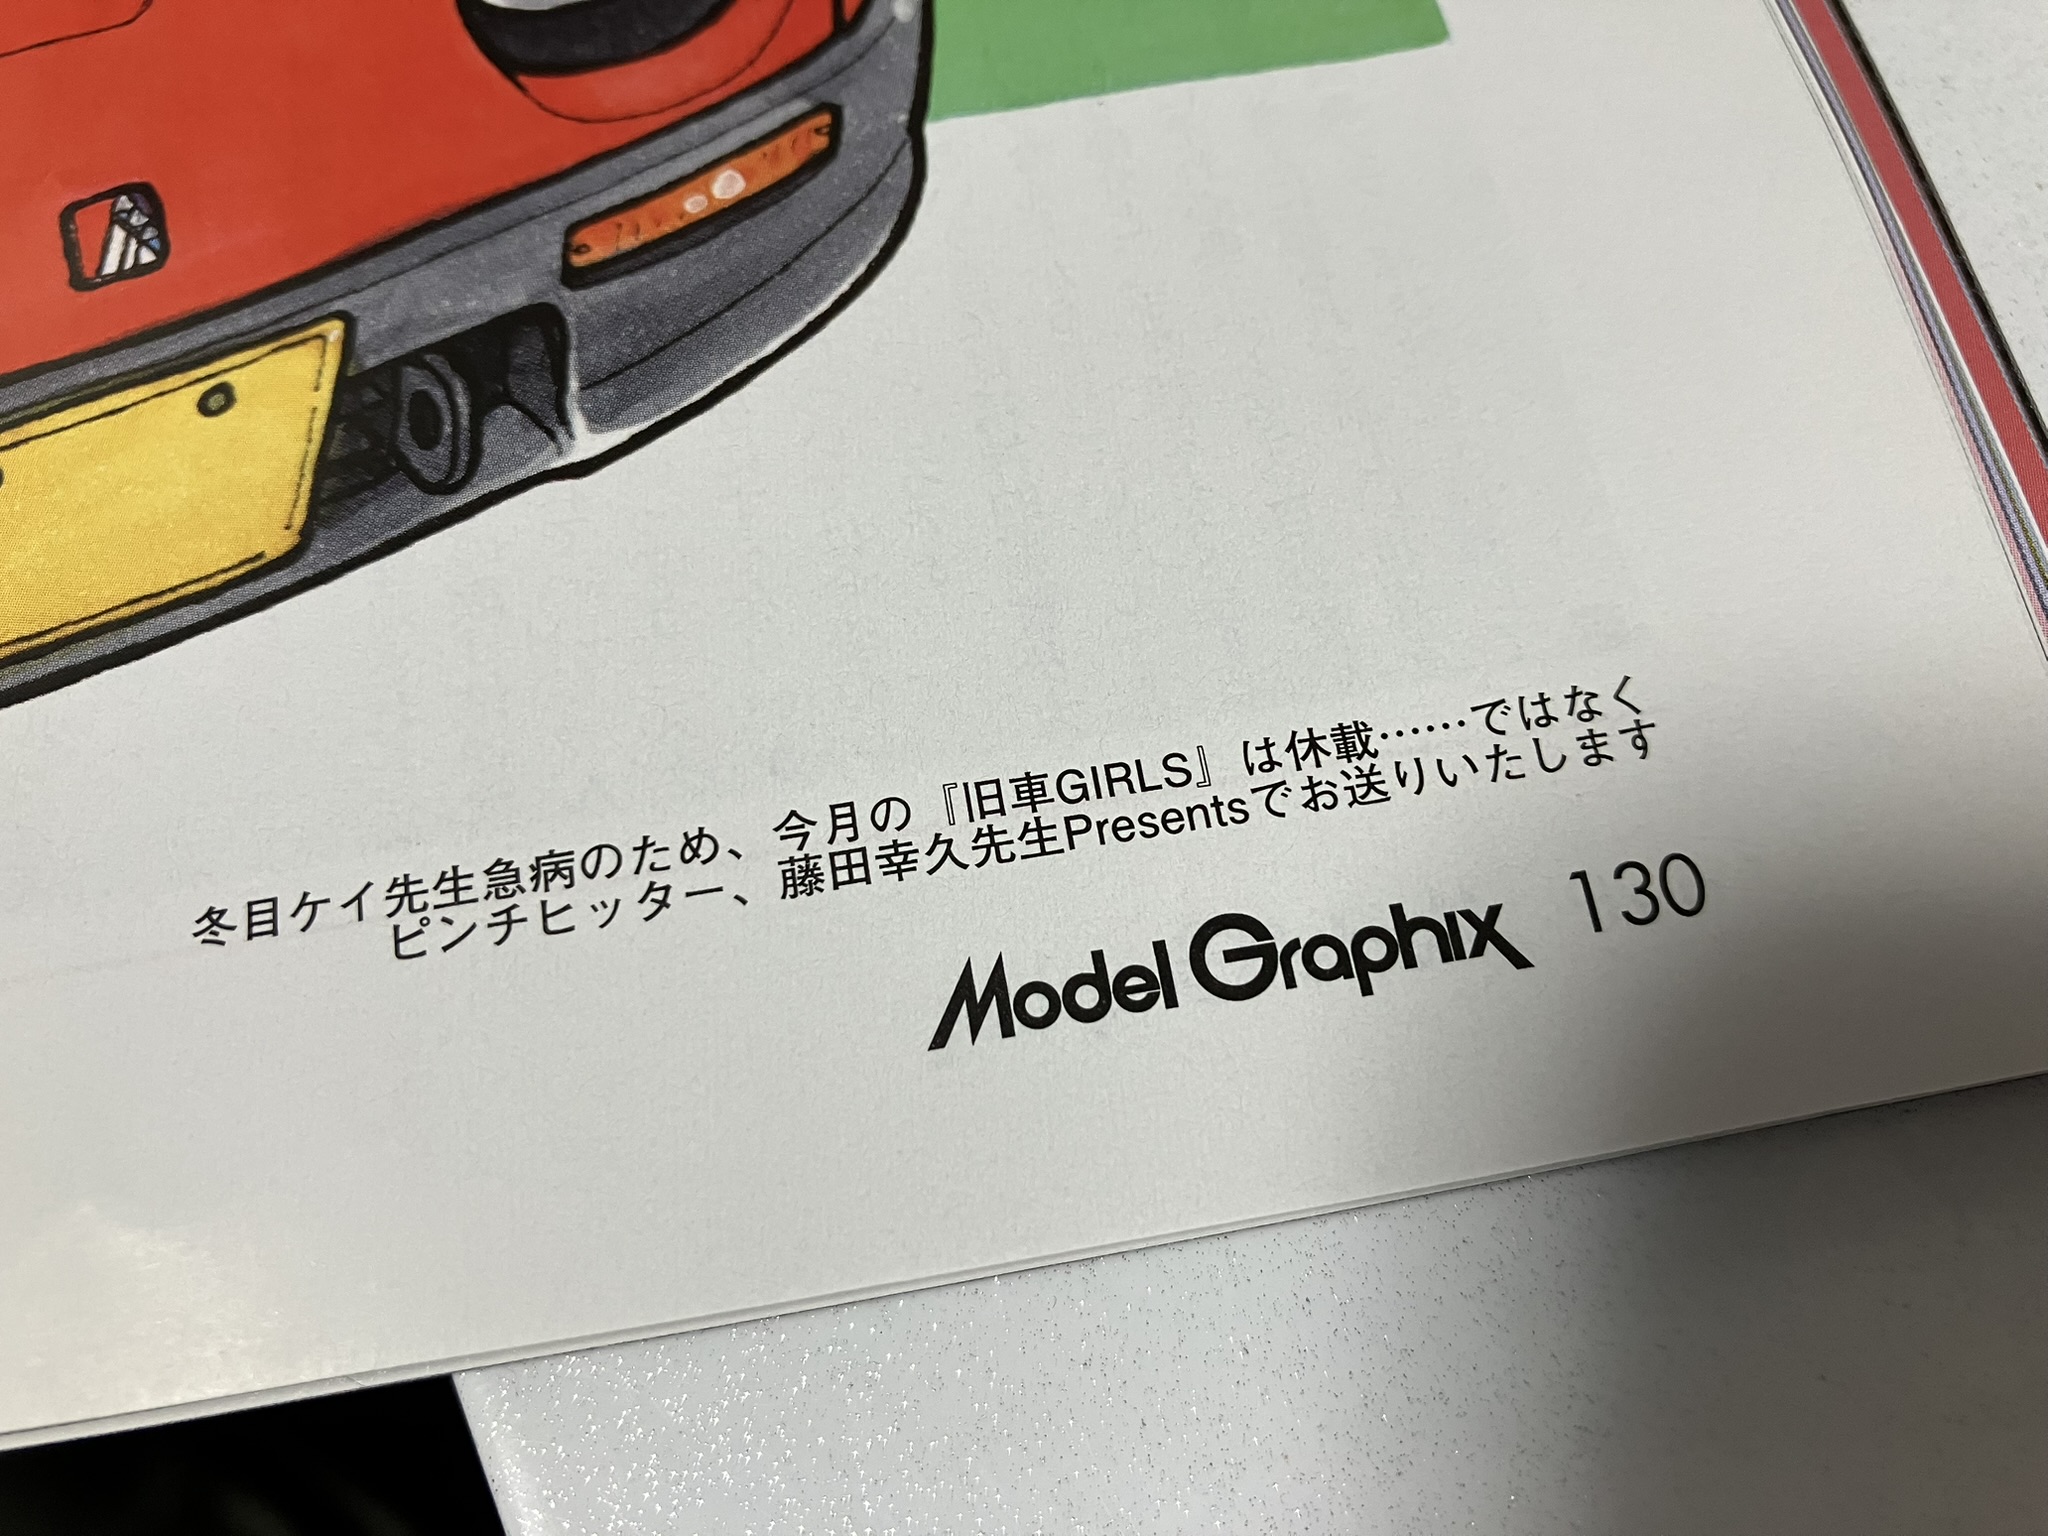 冬目ケイ先生急病のため、今月の『旧車GIRLS』は休載……ではなく
ピンチヒッター、藤田幸久先生Presentsでお送りいたします
Model Graphix 130